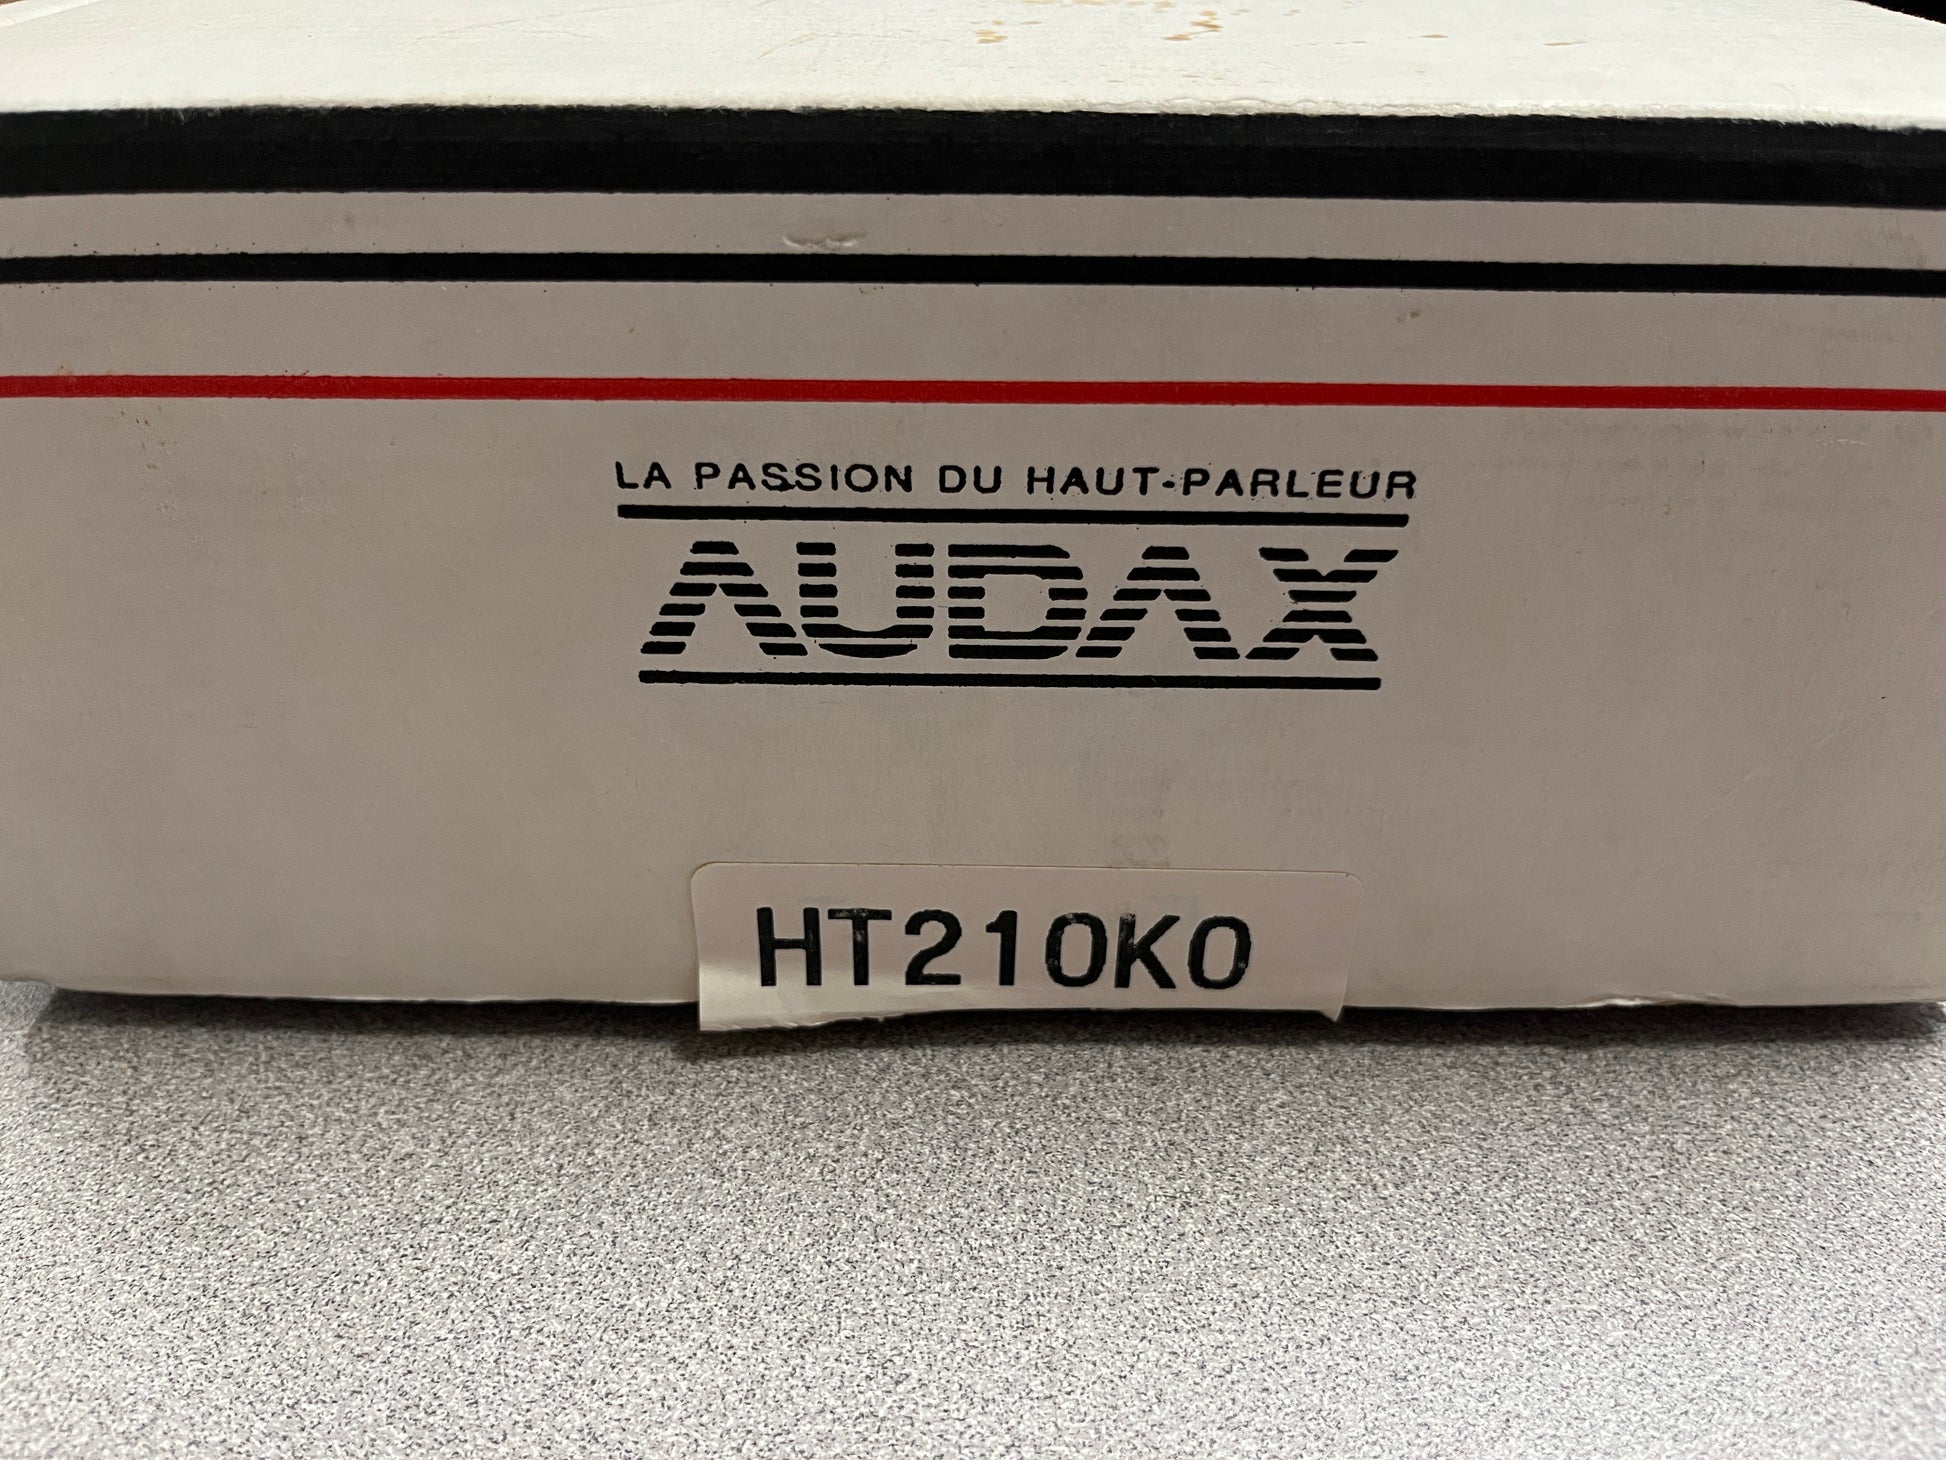 LA PASSION DU HAUT-PARLEUR
AUDAX
HT210K0